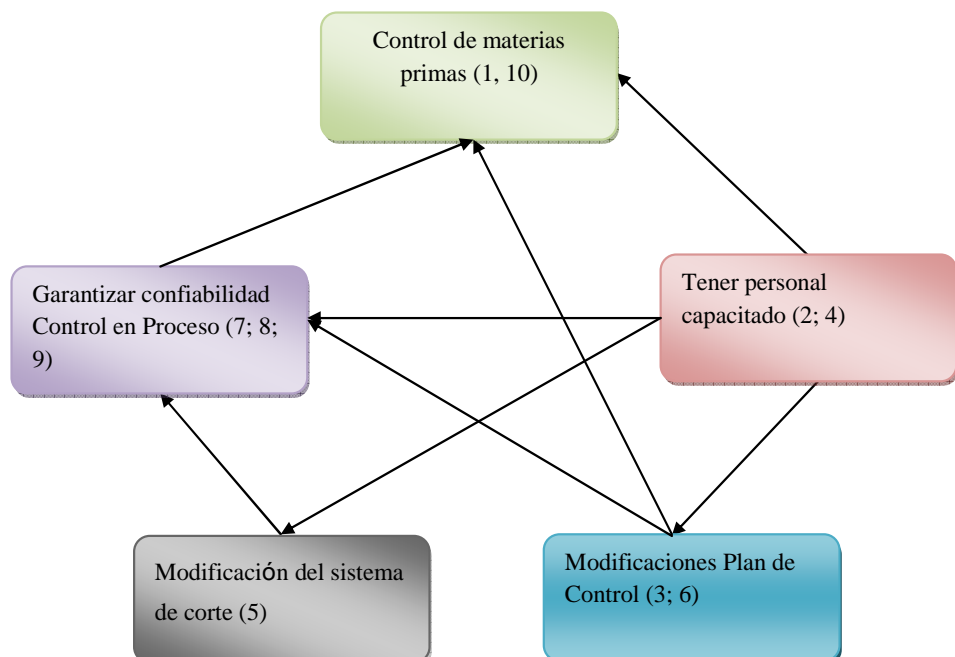 Control de materias
primas (1, 10)
Garantizar confiabilidad
Control en Proceso (7; 8;
9)
Tener personal
capacitado (2; 4)
Modificación del sistema
de corte (5)
Modificaciones Plan de
Control (3; 6)